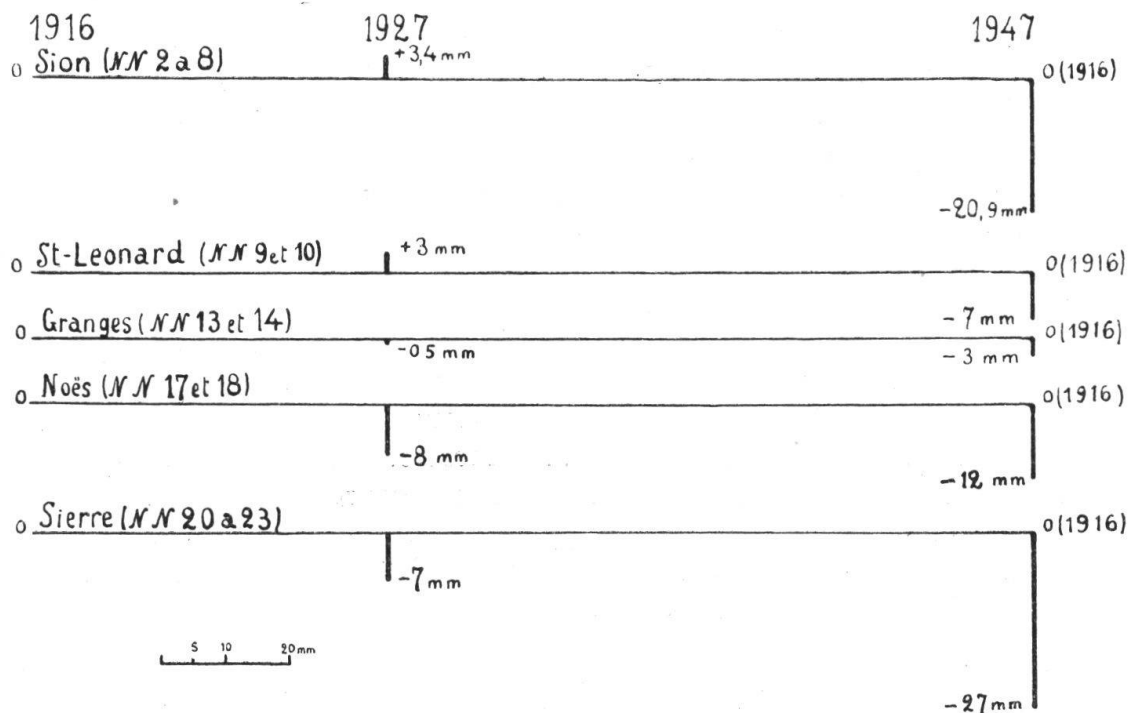 1916 1927 1947
0 Sion (NN 2 a 8) +3,4 mm 0 (1916)
-20,9 mm
0 St-Leonard (NN 9 et 10) +3 mm 0 (1916)
-7 mm
0 Granges (NN 13 et 14) -0 5 mm 0 (1916)
-3 mm
0 Noës (NN 17 et 18) 0 (1916)
-8 mm -12 mm
0 Sierre (NN 20 a 23) 0 (1916)
-7 mm
5 10 20 mm
-27 mm